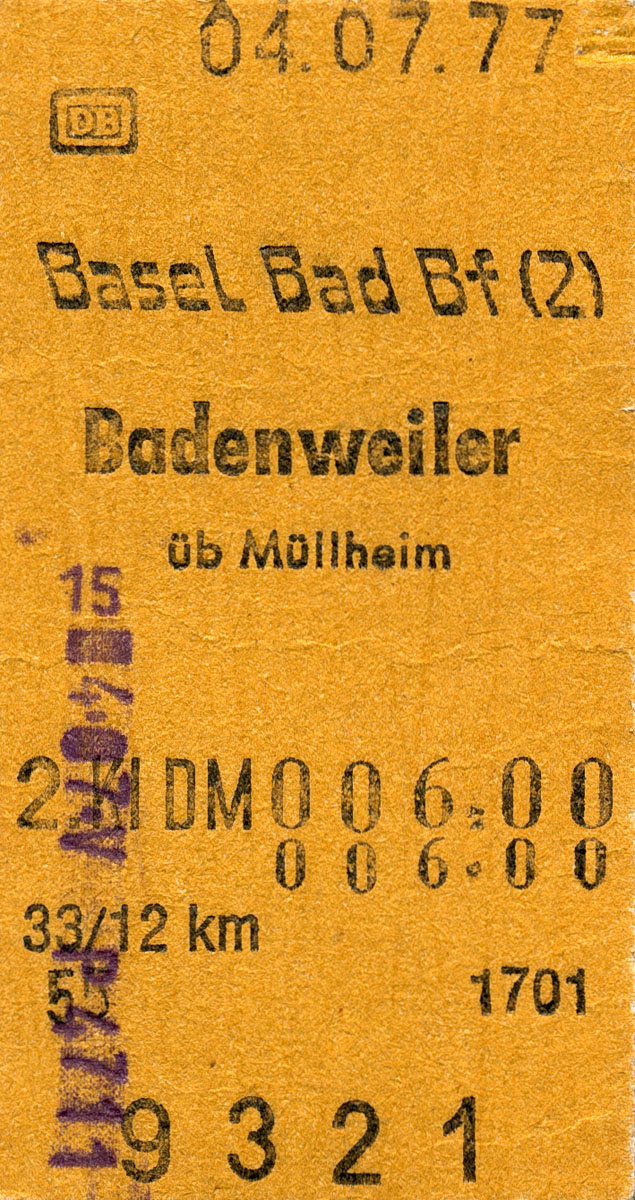 04.07.77
DB
Basel Bad Bf (2)
Badenweiler
üb Müllheim
15
2.Kl DM 006.00
006.00
33/12 km
1701
9321